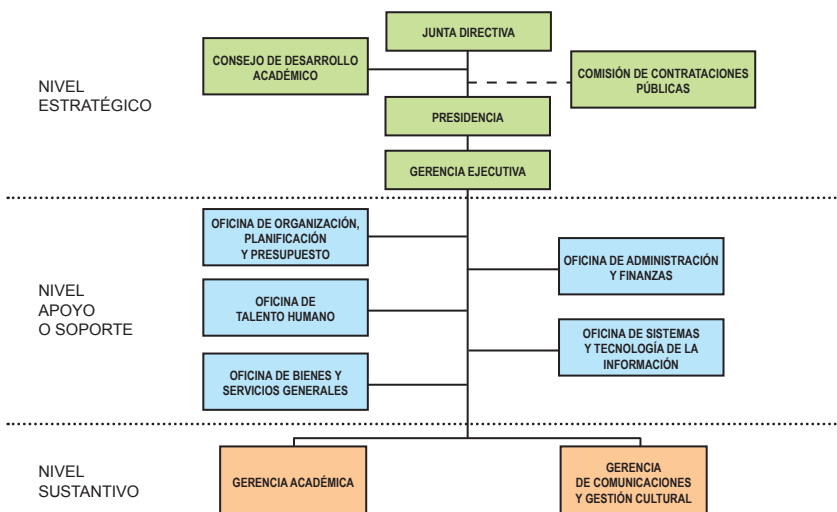 JUNTA DIRECTIVA
CONSEJO DE DESARROLLO
ACADÉMICO
COMISIÓN DE CONTRATACIONES
PÚBLICAS
NIVEL
ESTRATÉGICO
PRESIDENCIA
GERENCIA EJECUTIVA
OFICINA DE ORGANIZACIÓN,
PLANIFICACIÓN
Y PRESUPUESTO
OFICINA DE ADMINISTRACIÓN
Y FINANZAS
NIVEL
APOYO
O SOPORTE
OFICINA DE
TALENTO HUMANO
OFICINA DE SISTEMAS
Y TECNOLOGÍA DE LA
INFORMACIÓN
OFICINA DE BIENES Y
SERVICIOS GENERALES
NIVEL
SUSTANTIVO
GERENCIA ACADÉMICA
GERENCIA
DE COMUNICACIONES
Y GESTIÓN CULTURAL